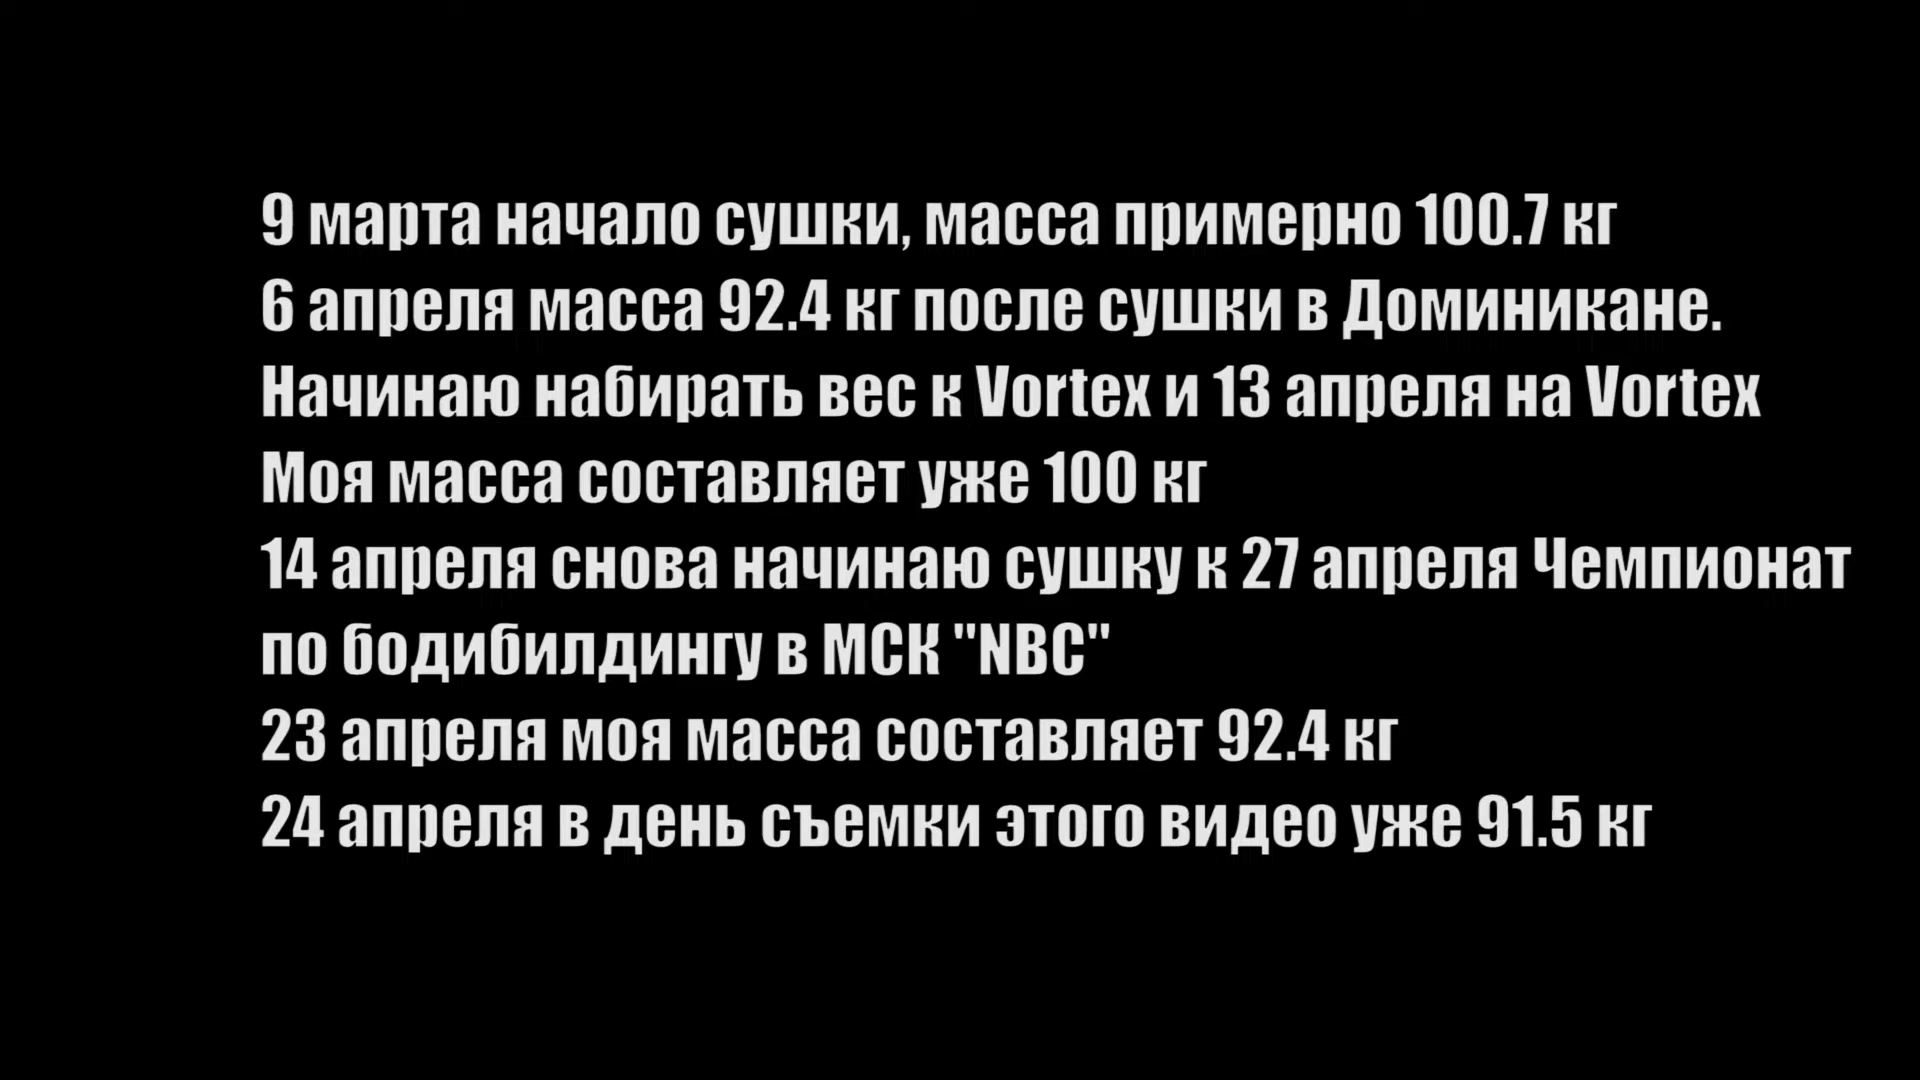 9 марта начало сушки, масса примерно 100.7 кг
6 апреля масса 92.4 кг после сушки в Доминикане.
Начинаю набирать вес к Vortex и 13 апреля на Vortex
Моя масса составляет уже 100 кг
14 апреля снова начинаю сушку к 27 апреля Чемпионат
по бодибилдингу в МСК "NBC"
23 апреля моя масса составляет 92.4 кг
24 апреля в день съемки этого видео уже 91.5 кг